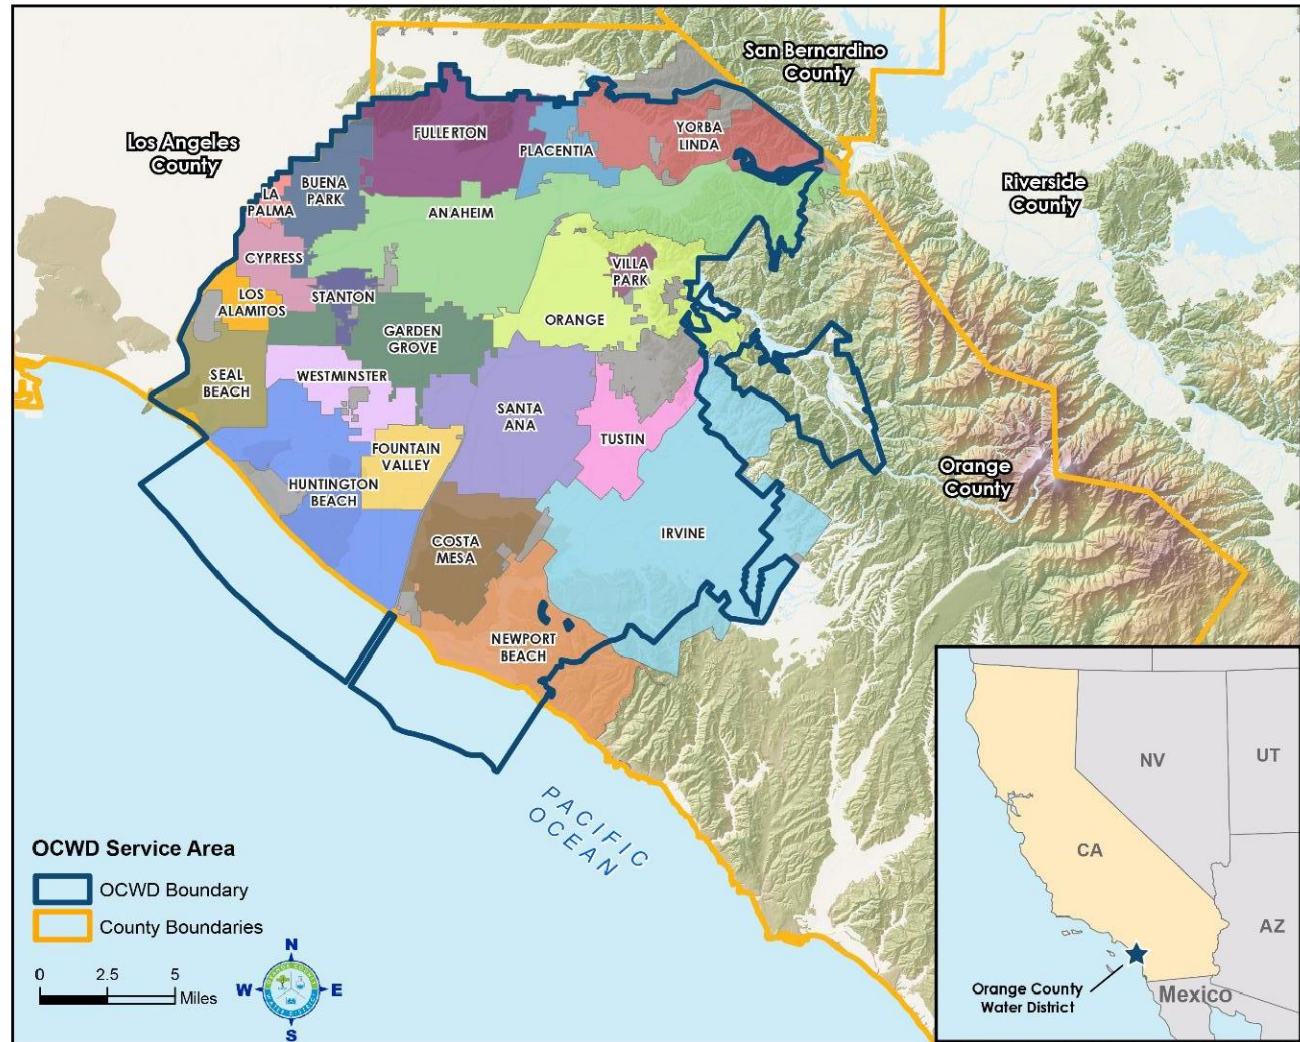 San Bernardino
County
Los Angeles
County
FULLERTON
PLACENTIA
YORBA
LINDA
Riverside
County
LA
PALMA
BUENA
PARK
ANAHEIM
CYPRESS
VILLA
PARK
LOS
ALAMITOS
STANTON
ORANGE
GARDEN
GROVE
SEAL
BEACH
WESTMINSTER
SANTA
ANA
TUSTIN
FOUNTAIN
VALLEY
Orange
County
HUNTINGTON
BEACH
COSTA
MESA
IRVINE
NEWPORT
BEACH
PACIFIC
OCEAN
OCWD Service Area
OCWD Boundary
County Boundaries
0 2.5 5
Miles
N
W E
S
NV
UT
CA
AZ
Orange County
Water District
Mexico